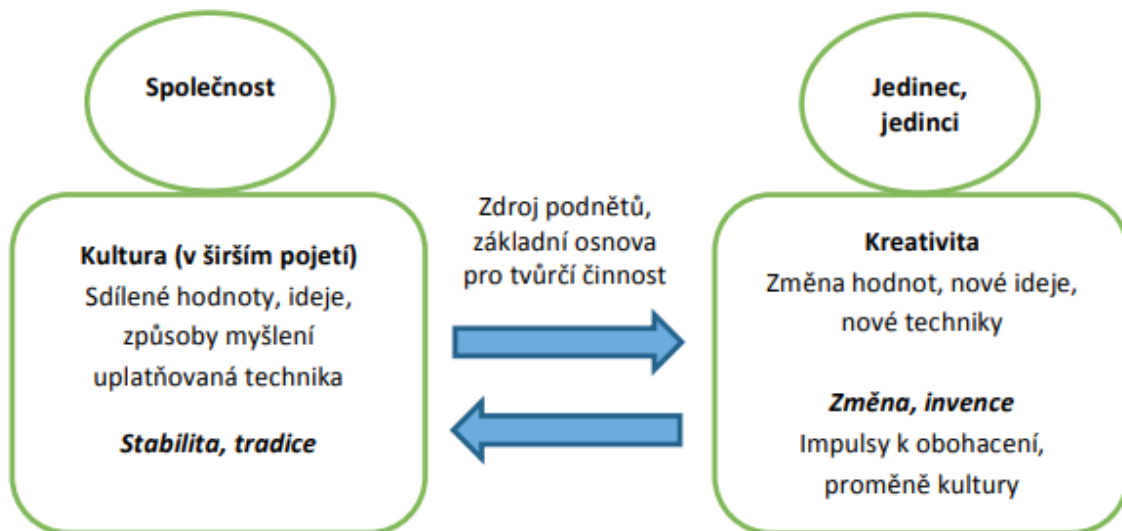 Společnost
Kultura (v širším pojetí)
Sdílené hodnoty, ideje,
způsoby myšlení
uplatňovaná technika
Stabilita, tradice
Zdroj podnětů,
základní osnova
pro tvůrčí činnost
Jedinec,
jedinci
Kreativita
Změna hodnot, nové ideje,
nové techniky
Změna, invence
Impulsy k obohacení,
proměně kultury